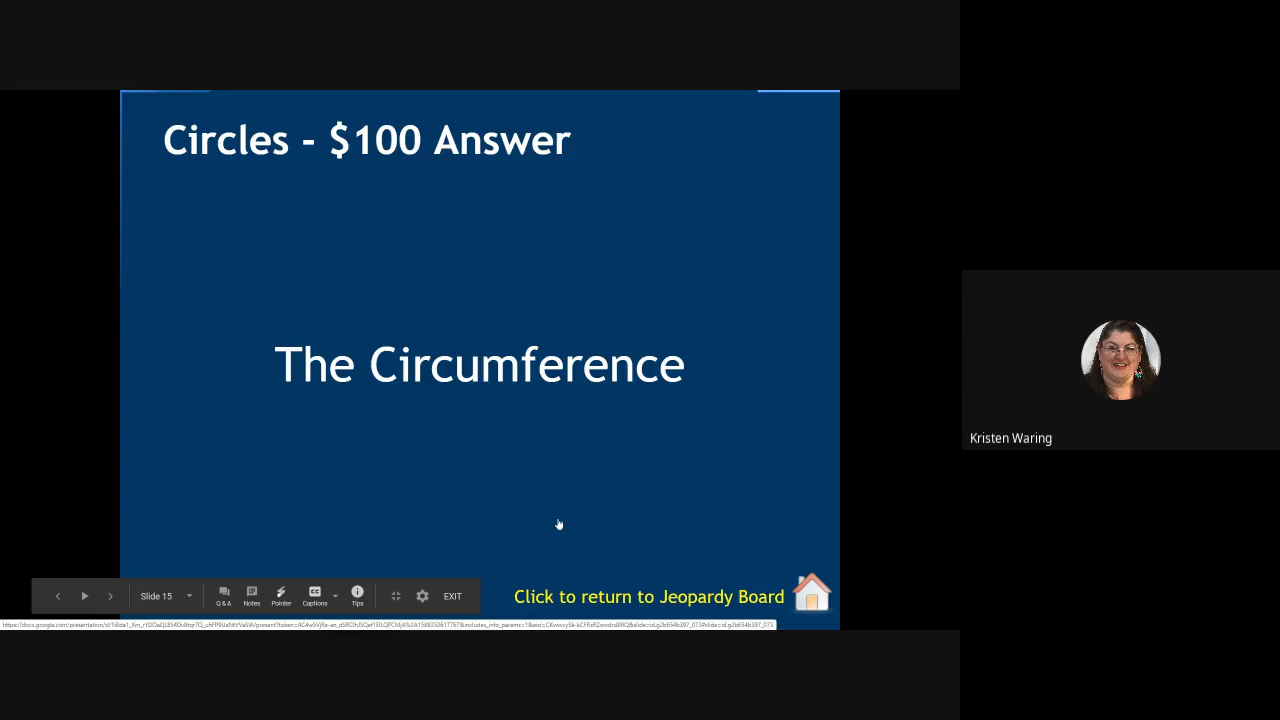 Circles - $100 Answer
The Circumference
Kristen Waring
Click to return to Jeopardy Board
Slide 15
Q & A
Notes
Pointer
Captions
Tips
EXIT